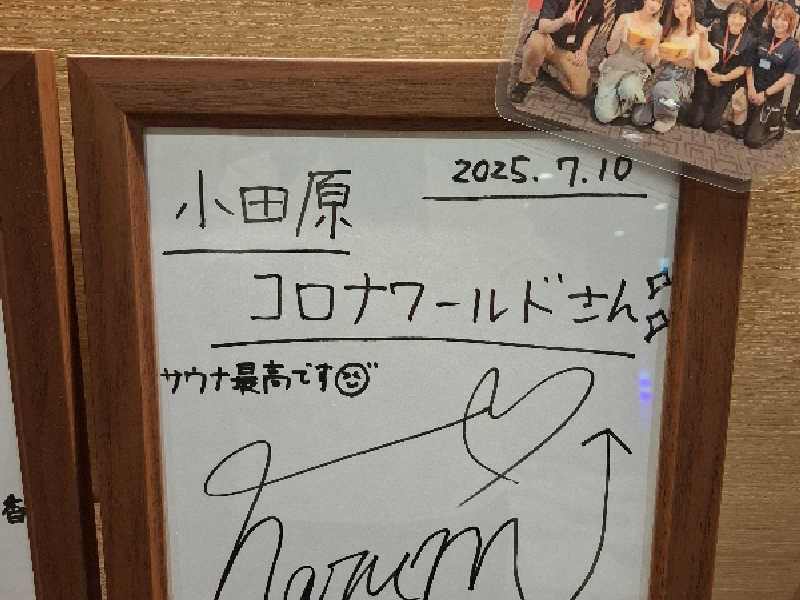 2025.7.10
小田原
コロナワールドさん
サウナ最高です
香